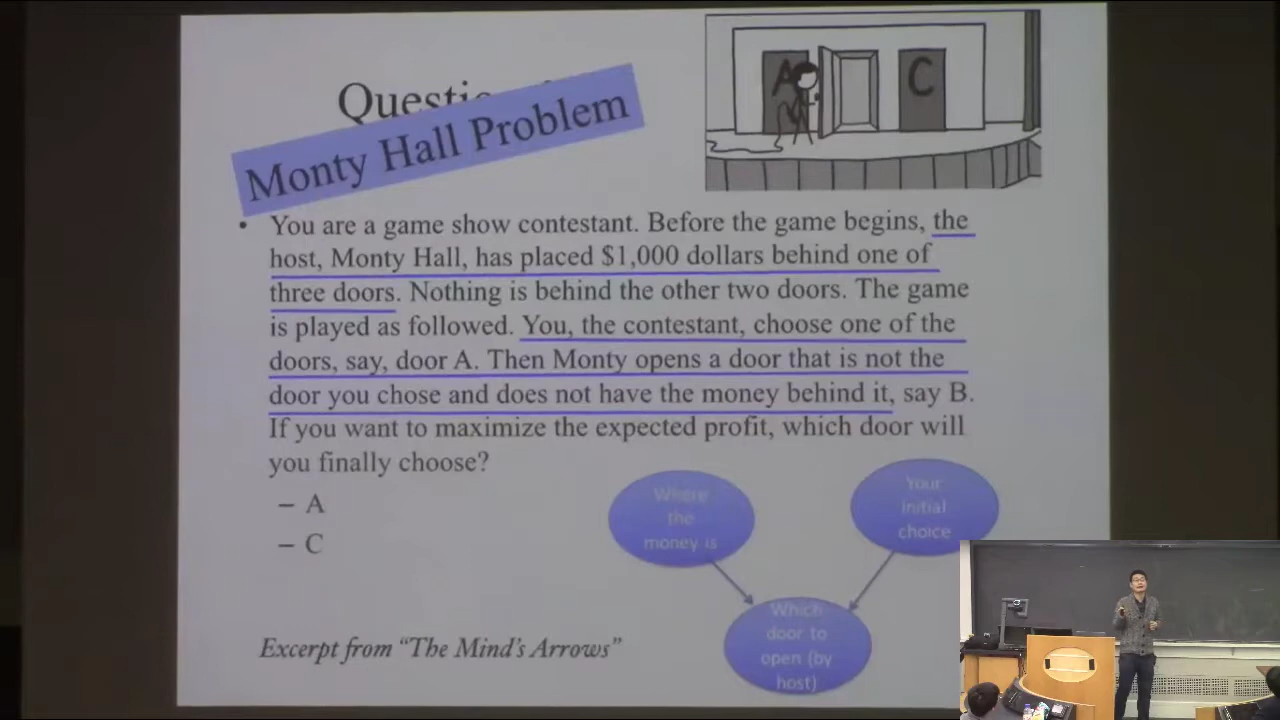 Questi
Monty Hall Problem
A
C
• You are a game show contestant. Before the game begins, the
host, Monty Hall, has placed $1,000 dollars behind one of
three doors. Nothing is behind the other two doors. The game
is played as followed. You, the contestant, choose one of the
doors, say, door A. Then Monty opens a door that is not the
door you chose and does not have the money behind it, say B.
If you want to maximize the expected profit, which door will
you finally choose?
– A
– C
Where
the
money is
Your
initial
choice
Which
door to
open (by
host)
Excerpt from “The Mind’s Arrows”